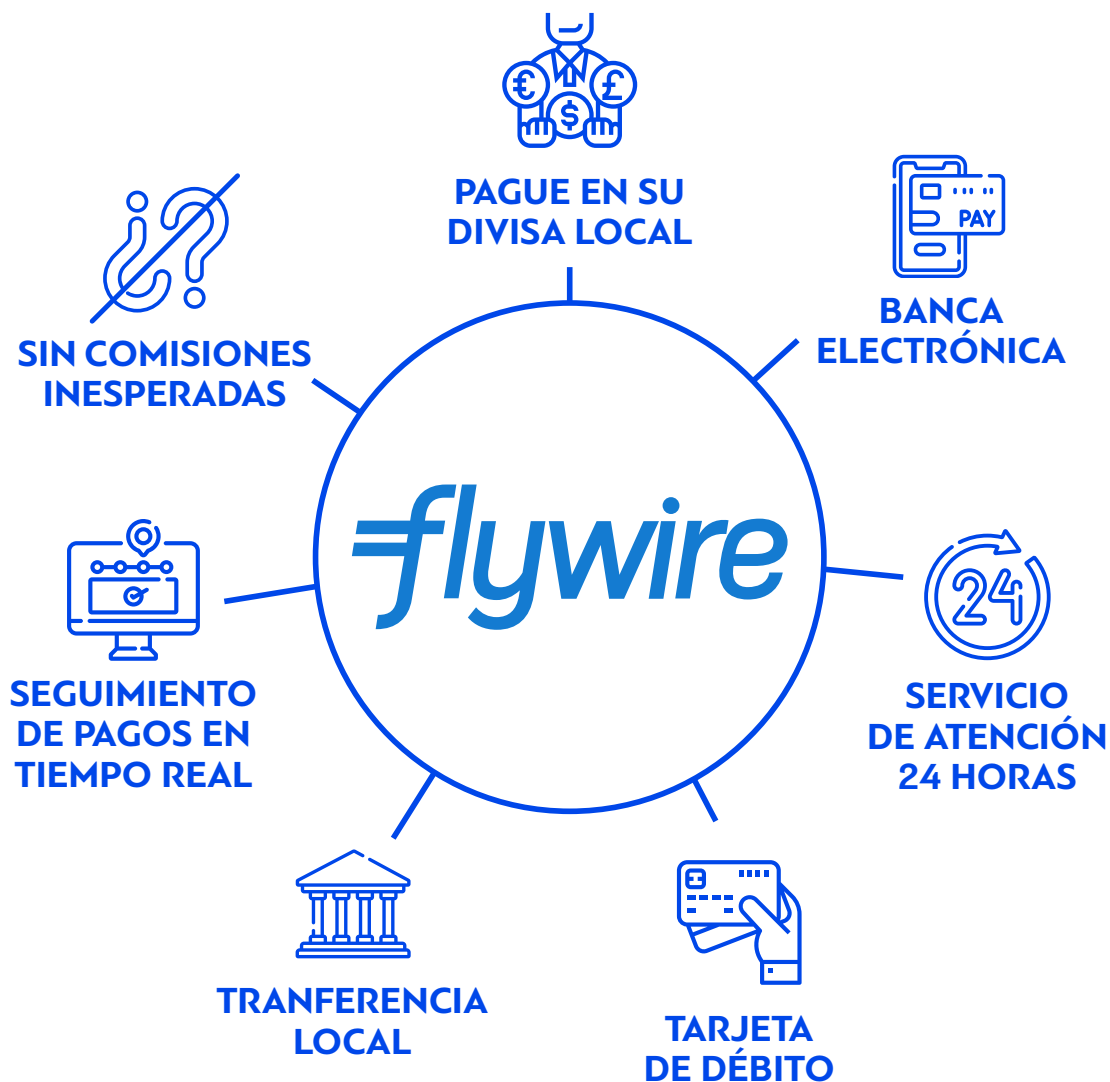 €
£
$
PAGUE EN SU
DIVISA LOCAL
PAY
BANCA
ELECTRÓNICA
24
SERVICIO
DE ATENCIÓN
24 HORAS
TARJETA
DE DÉBITO
TRANFERENCIA
LOCAL
SEGUIMIENTO
DE PAGOS EN
TIEMPO REAL
¿?
SIN COMISIONES
INESPERADAS
flywire